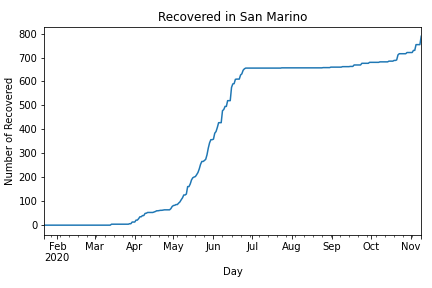 Recovered in San Marino
800
700
600
500
400
300
200
100
0
Number of Recovered
Feb Mar Apr May Jun Jul Aug Sep Oct Nov
2020
Day